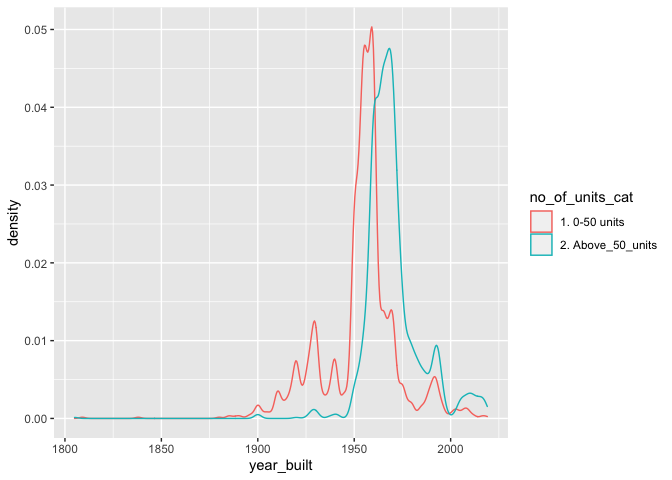 0.05
0.04
0.03
0.02
0.01
0.00
density
1800
1850
1900
1950
2000
year_built
no_of_units_cat
1. 0-50 units
2. Above_50_units